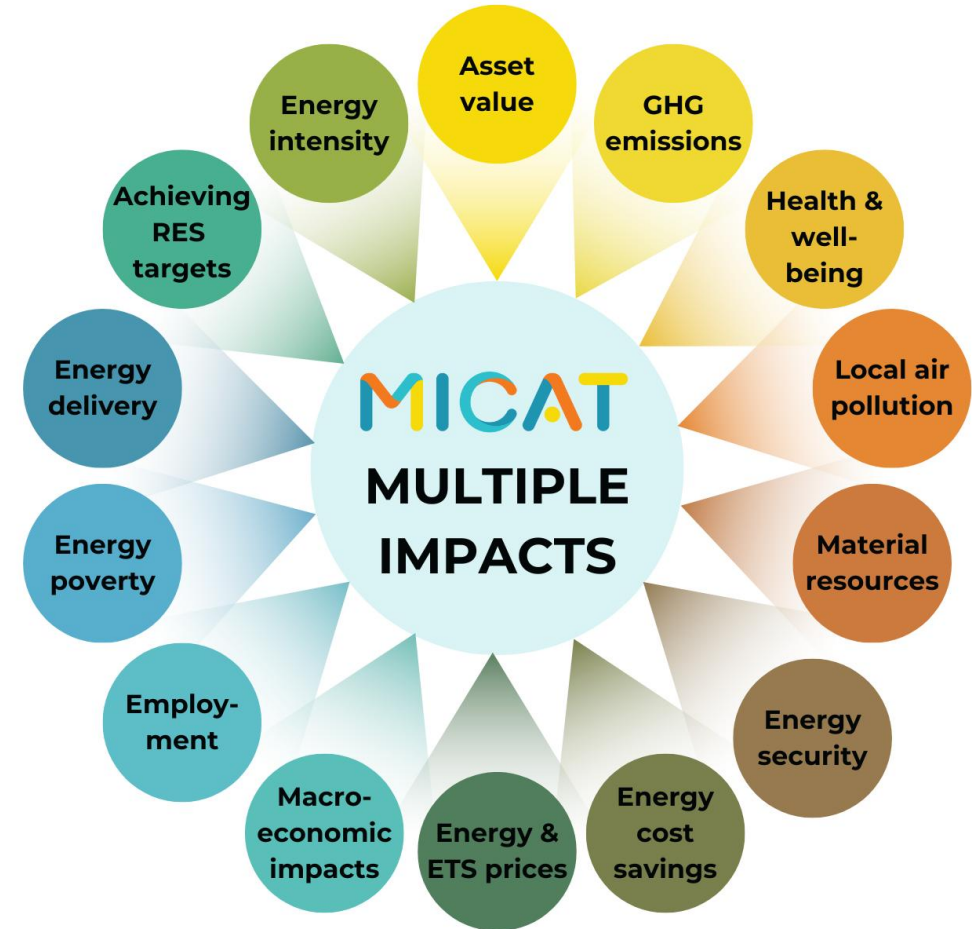 Asset
value
GHG
emissions
Health &
well-
being
Local air
pollution
Material
resources
Energy
security
Energy
cost
savings
Energy &
ETS prices
Macro-
economic
impacts
Employ-
ment
Energy
poverty
Energy
delivery
Achieving
RES
targets
Energy
intensity
MICAT
MULTIPLE
IMPACTS